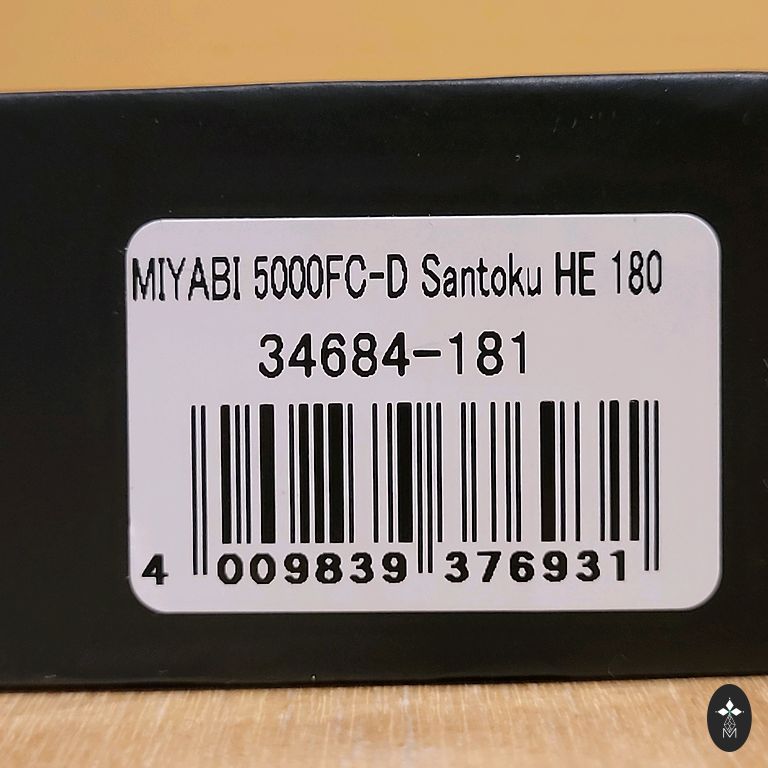 MIYABI 5000FC-D Santoku HE 180
34684-181
4 009839 376931
M